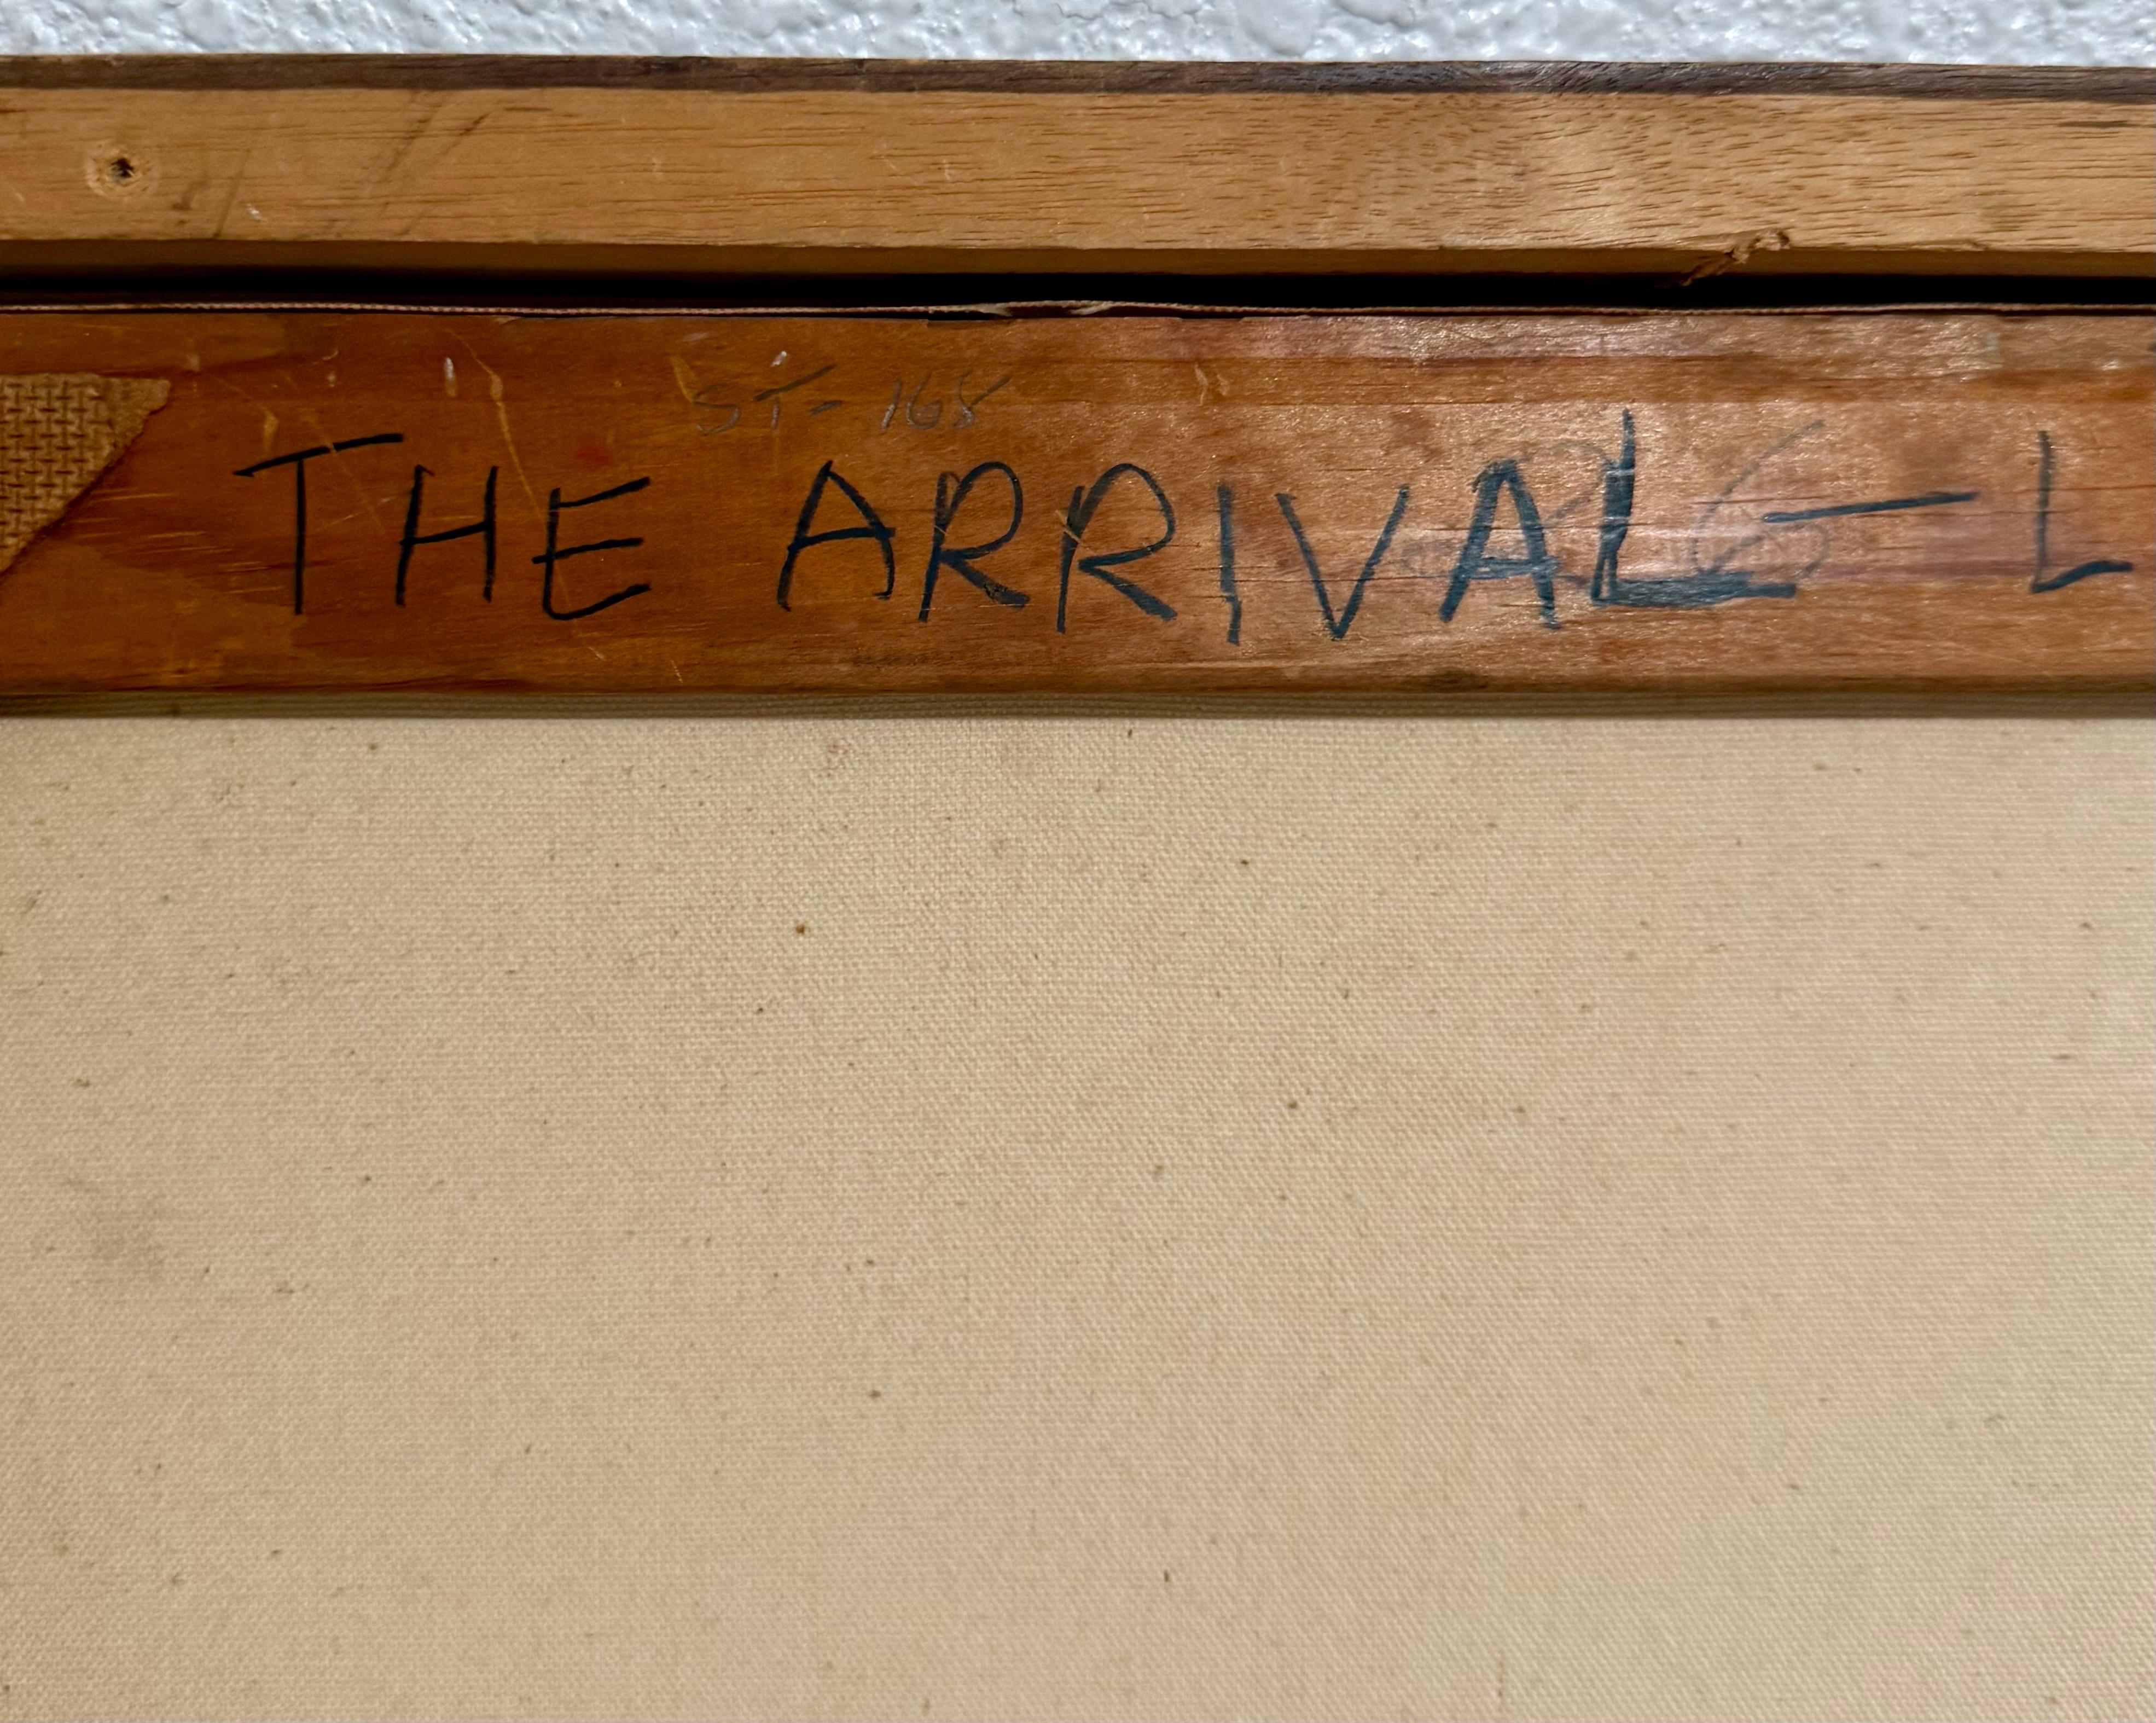 ST-168
THE ARRIVAL — L